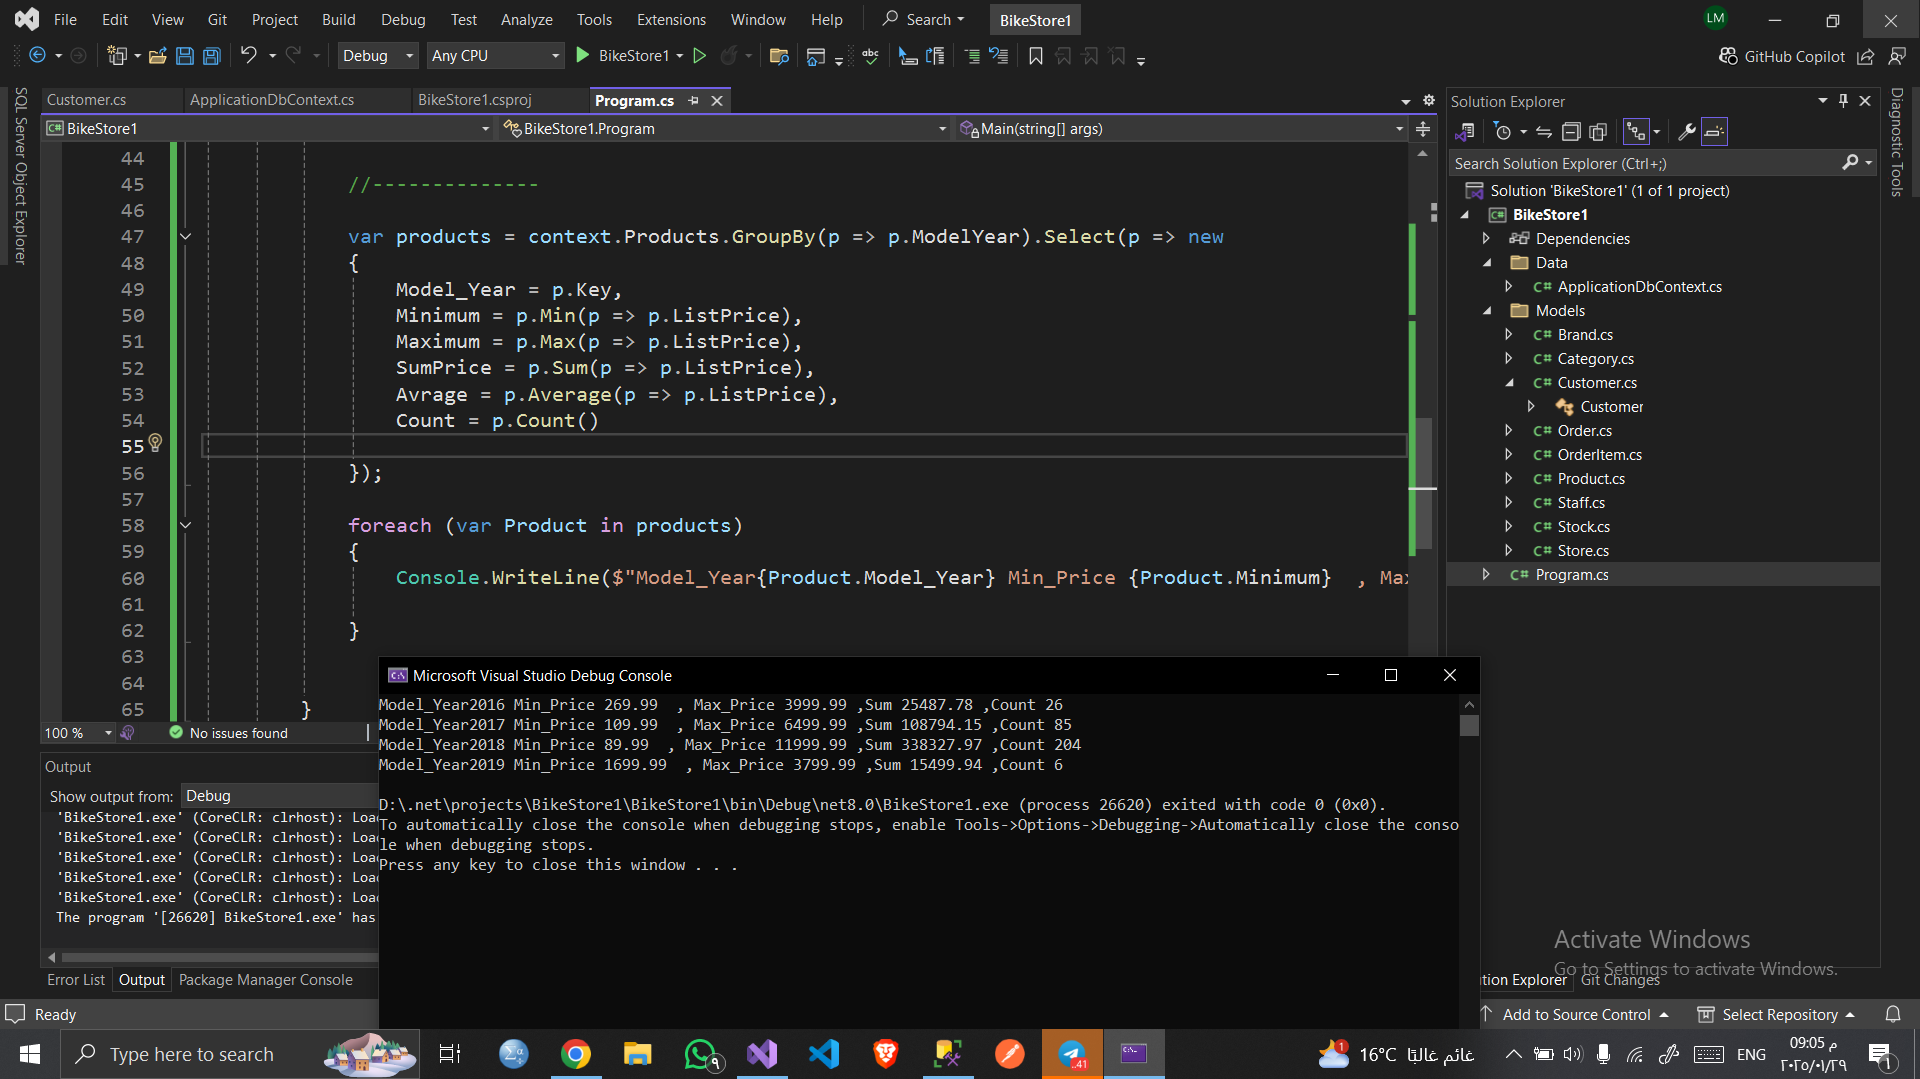 File Edit View Git Project Build Debug Test Analyze Tools Extensions Window Help Search BikeStore1 LM
Debug Any CPU BikeStore1 abc GitHub Copilot
Customer.cs ApplicationDbContext.cs BikeStore1.csproj Program.cs
BikeStore1 BikeStore1.Program Main(string[] args)
SQL Server Object Explorer
44
45 //--------------
46
47 var products = context.Products.GroupBy(p => p.ModelYear).Select(p => new
48 {
49 Model_Year = p.Key,
50 Minimum = p.Min(p => p.ListPrice),
51 Maximum = p.Max(p => p.ListPrice),
52 SumPrice = p.Sum(p => p.ListPrice),
53 Avrage = p.Average(p => p.ListPrice),
54 Count = p.Count()
55
56 });
57
58 foreach (var Product in products)
59 {
60 Console.WriteLine($"Model_Year{Product.Model_Year} Min_Price {Product.Minimum}  , Max
61
62 }
63
64
65 }
100 % No issues found
Output
Show output from: Debug
'BikeStore1.exe' (CoreCLR: clrhost): Loa
'BikeStore1.exe' (CoreCLR: clrhost): Loa
'BikeStore1.exe' (CoreCLR: clrhost): Loa
'BikeStore1.exe' (CoreCLR: clrhost): Loa
'BikeStore1.exe' (CoreCLR: clrhost): Loa
The program '[26620] BikeStore1.exe' has
Error List Output Package Manager Console
Microsoft Visual Studio Debug Console
Model_Year2016 Min_Price 269.99  , Max_Price 3999.99 ,Sum 25487.78 ,Count 26
Model_Year2017 Min_Price 109.99  , Max_Price 6499.99 ,Sum 108794.15 ,Count 85
Model_Year2018 Min_Price 89.99  , Max_Price 11999.99 ,Sum 338327.97 ,Count 204
Model_Year2019 Min_Price 1699.99  , Max_Price 3799.99 ,Sum 15499.94 ,Count 6
D:\.net\projects\BikeStore1\BikeStore1\bin\Debug\net8.0\BikeStore1.exe (process 26620) exited with code 0 (0x0).
To automatically close the console when debugging stops, enable Tools->Options->Debugging->Automatically close the conso
le when debugging stops.
Press any key to close this window . . .
Solution Explorer
Search Solution Explorer (Ctrl+;)
Solution 'BikeStore1' (1 of 1 project)
BikeStore1
Dependencies
Data
C# ApplicationDbContext.cs
Models
C# Brand.cs
C# Category.cs
C# Customer.cs
Customer
C# Order.cs
C# OrderItem.cs
C# Product.cs
C# Staff.cs
C# Stock.cs
C# Store.cs
C# Program.cs
Diagnostic Tools
Activate Windows
Go to Settings to activate Windows.
ution Explorer Git Changes
Ready Add to Source Control Select Repository
Type here to search ٩ ..41 1 16°C غائم غالبًا ENG 09:05 م
٢٠٢٥/٠١/٢٩ ١